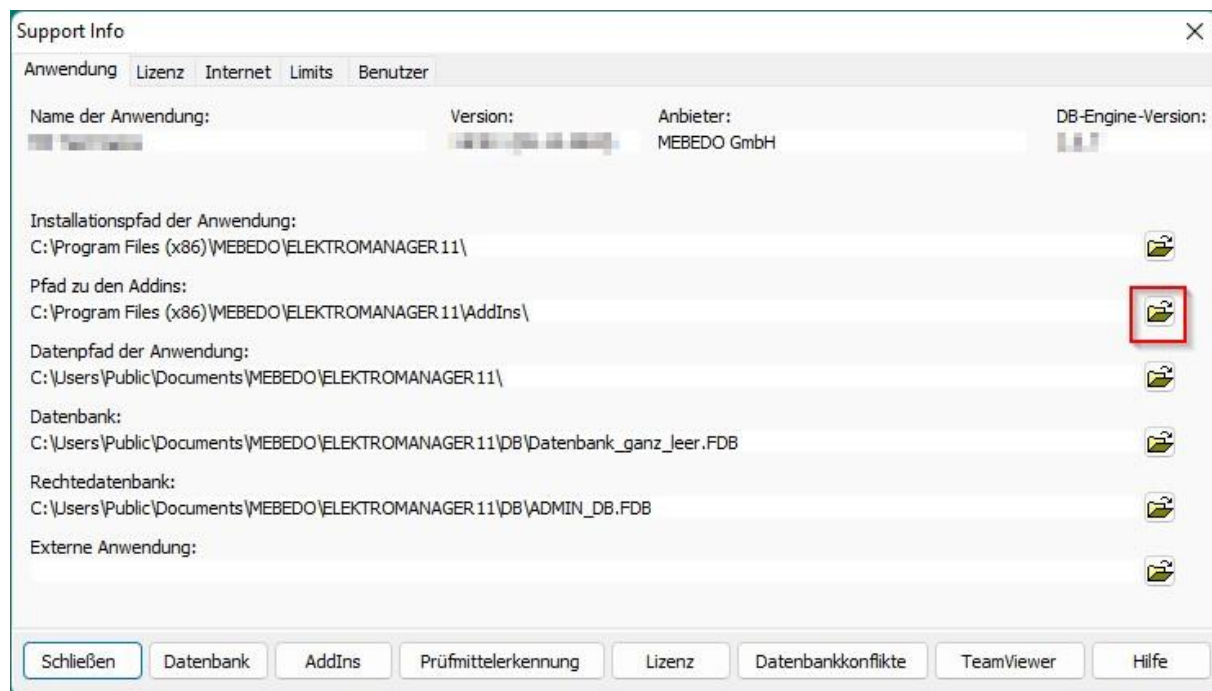 Support Info
Anwendung Lizenz Internet Limits Benutzer
Name der Anwendung: Version: Anbieter: DB-Engine-Version:
MEBEDO GmbH
Installationspfad der Anwendung:
C:\Program Files (x86)\MEBEDO\ELEKTROMANAGER11\
Pfad zu den Addins:
C:\Program Files (x86)\MEBEDO\ELEKTROMANAGER11\AddIns\
Datenpfad der Anwendung:
C:\Users\Public\Documents\MEBEDO\ELEKTROMANAGER11\
Datenbank:
C:\Users\Public\Documents\MEBEDO\ELEKTROMANAGER11\DB\Datenbank_ganz_leer.FDB
Rechtedatenbank:
C:\Users\Public\Documents\MEBEDO\ELEKTROMANAGER11\DB\ADMIN_DB.FDB
Externe Anwendung:
Schließen Datenbank AddIns Prüfmittelerkennung Lizenz Datenbankkonflikte TeamViewer Hilfe